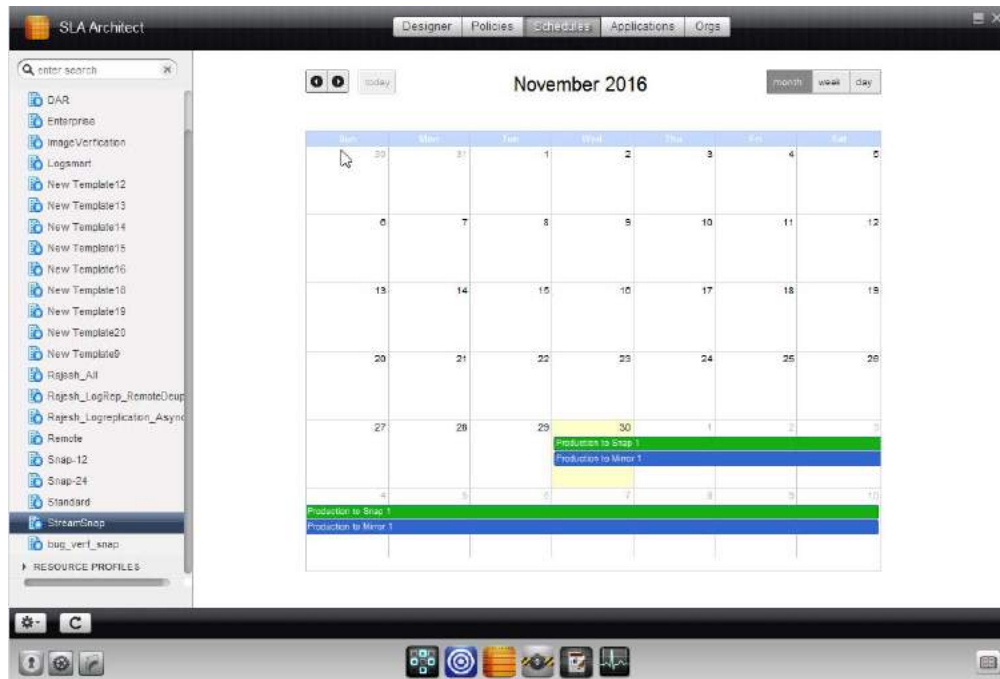 SLA Architect
Designer Policies Schedules Applications Orgs
enter search
today
November 2016
month week day
DAR
Enterprise
ImageVerfication
Logsmart
New Template12
New Template13
New Template14
New Template15
New Template16
New Template18
New Template19
New Template20
New Template9
Rajesh_All
Rajesh_LogRep_RemoteDeup
Rajesh_Logreplication_Async
Remote
Snap-12
Snap-24
Standard
StreamSnap
bug_verf_snap
RESOURCE PROFILES
Sun Mon Tue Wed Thu Fri Sat
30 31 1 2 3 4 5
6 7 8 9 10 11 12
13 14 15 16 17 18 19
20 21 22 23 24 25 26
27 28 29 30 1 2 3
Production to Snap 1
Production to Mirror 1
4 5 6 7 8 9 10
Production to Snap 1
Production to Mirror 1